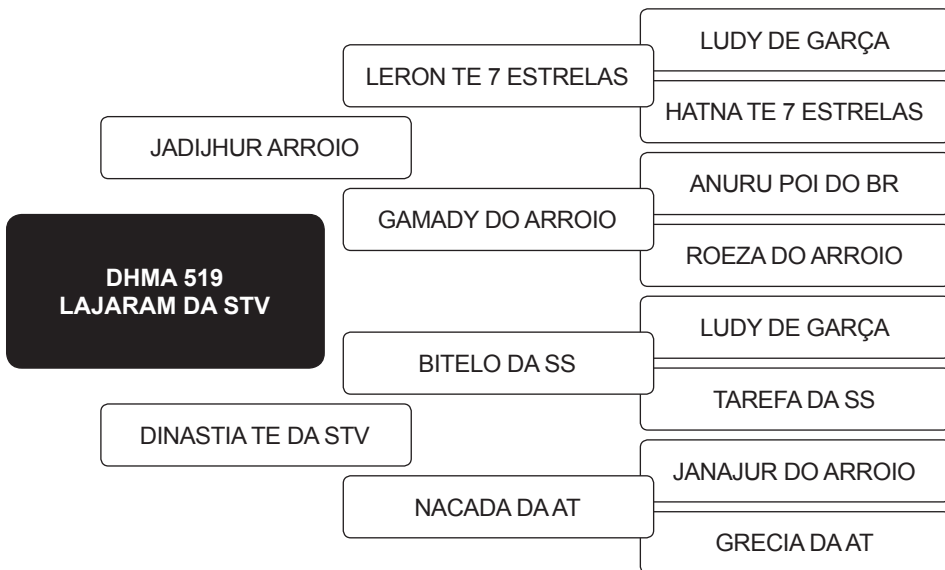 LUDY DE GARÇA
LERON TE 7 ESTRELAS
HATNA TE 7 ESTRELAS
JADIJHUR ARROIO
ANURU POI DO BR
GAMADY DO ARROIO
ROEZA DO ARROIO
DHMA 519
LAJARAM DA STV
LUDY DE GARÇA
BITELO DA SS
TAREFA DA SS
DINASTIA TE DA STV
JANAJUR DO ARROIO
NACADA DA AT
GRECIA DA AT